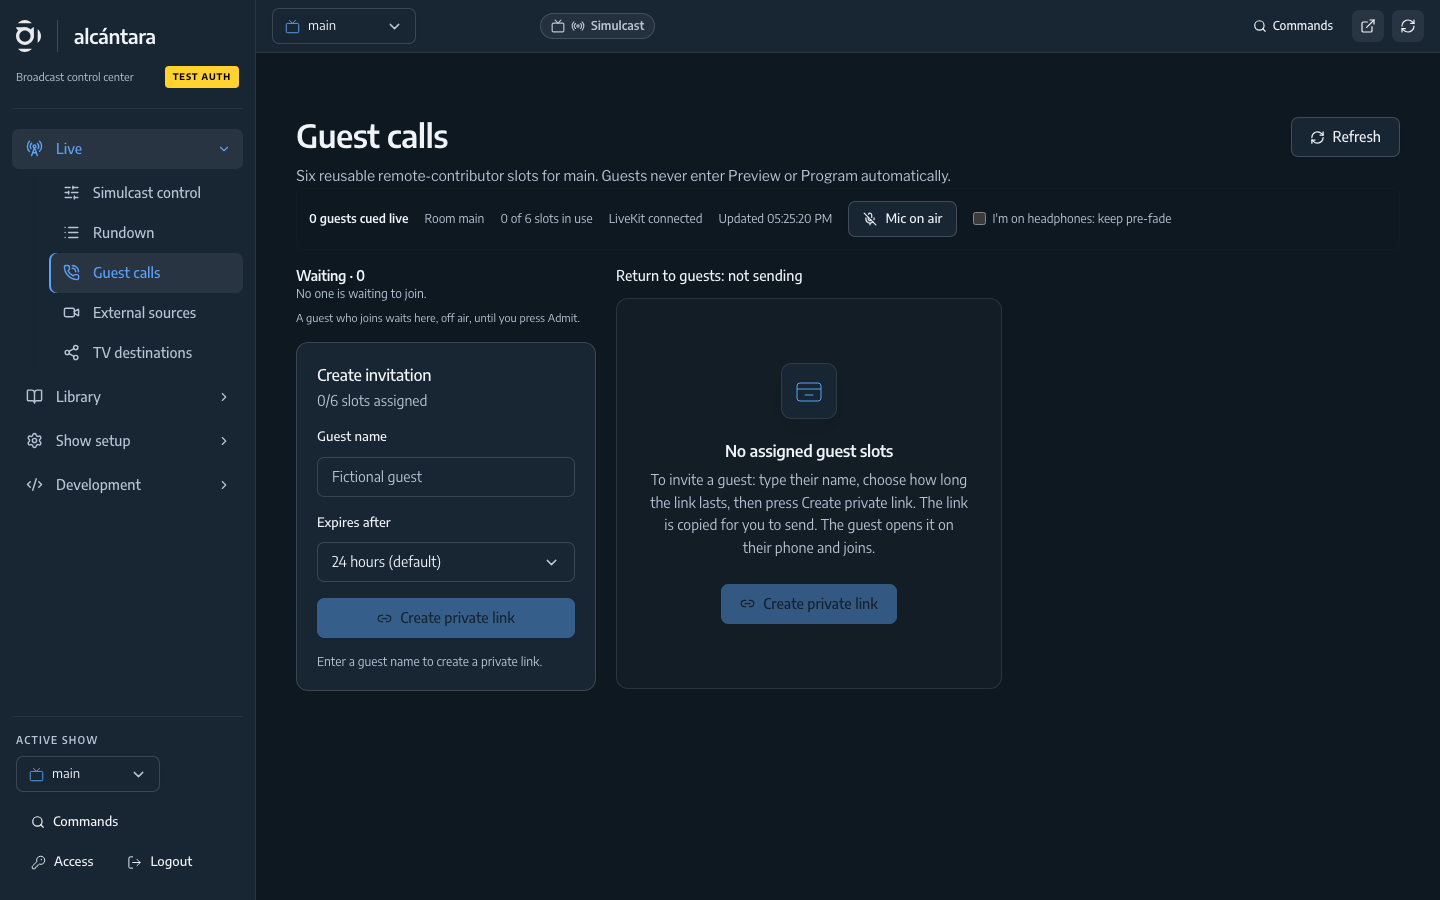 alcántara
Broadcast control center
TEST AUTH
Live
Simulcast control
Rundown
Guest calls
External sources
TV destinations
Library
Show setup
Development
ACTIVE SHOW
main
Commands
Access
Logout
main
Simulcast
Commands
Guest calls
Refresh
Six reusable remote-contributor slots for main. Guests never enter Preview or Program automatically.
0 guests cued live
Room main
0 of 6 slots in use
LiveKit connected
Updated 05:25:20 PM
Mic on air
I'm on headphones: keep pre-fade
Waiting · 0
No one is waiting to join.
A guest who joins waits here, off air, until you press Admit.
Create invitation
0/6 slots assigned
Guest name
Fictional guest
Expires after
24 hours (default)
Create private link
Enter a guest name to create a private link.
Return to guests: not sending
No assigned guest slots
To invite a guest: type their name, choose how long
the link lasts, then press Create private link. The link
is copied for you to send. The guest opens it on
their phone and joins.
Create private link